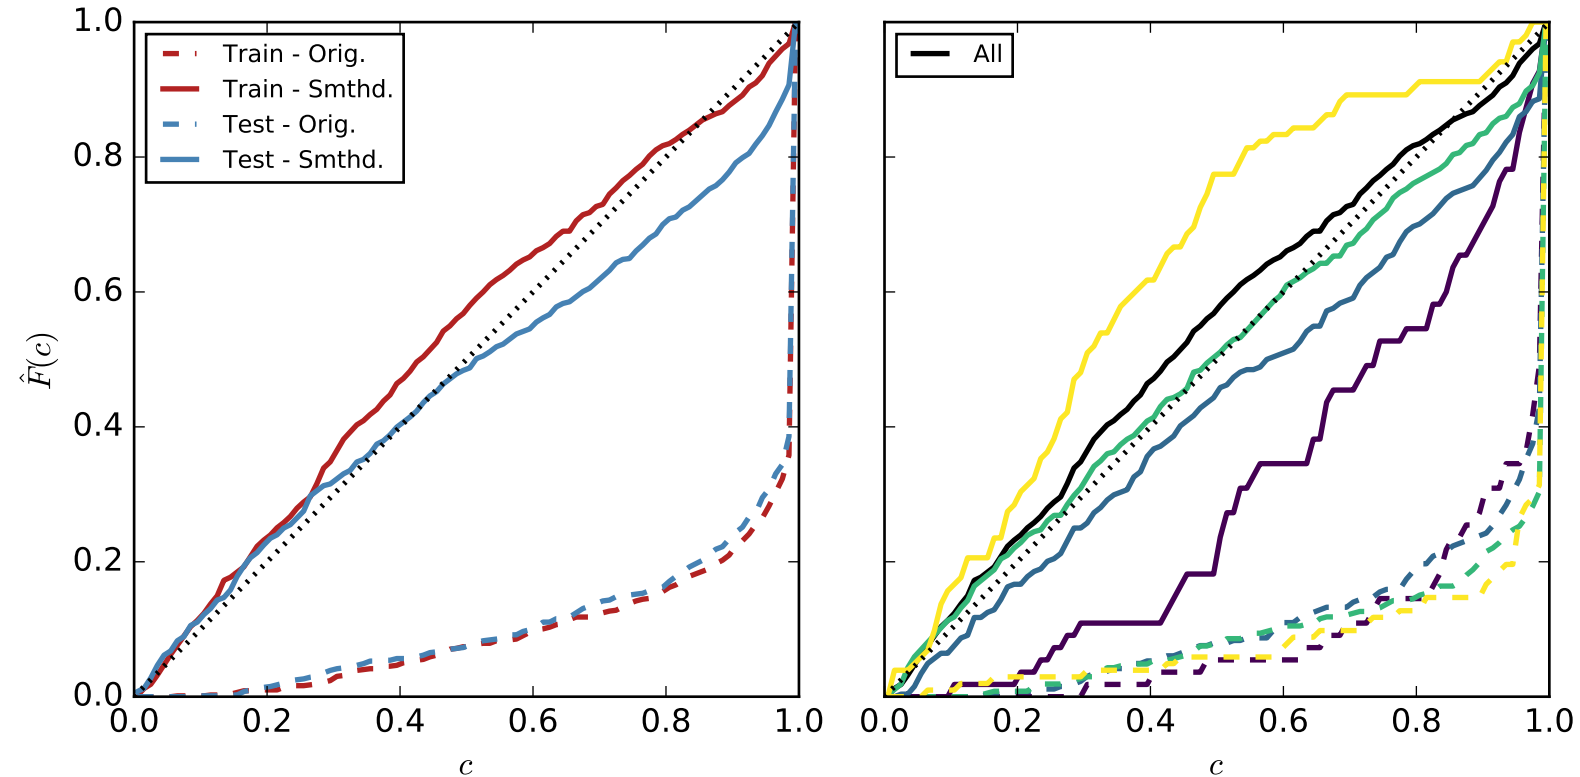 1.0
0.8
0.6
0.4
0.2
0.0
F̂(c)
Train - Orig.
Train - Smthd.
Test - Orig.
Test - Smthd.
0.0 0.2 0.4 0.6 0.8 1.0
c
All
0.0 0.2 0.4 0.6 0.8 1.0
c